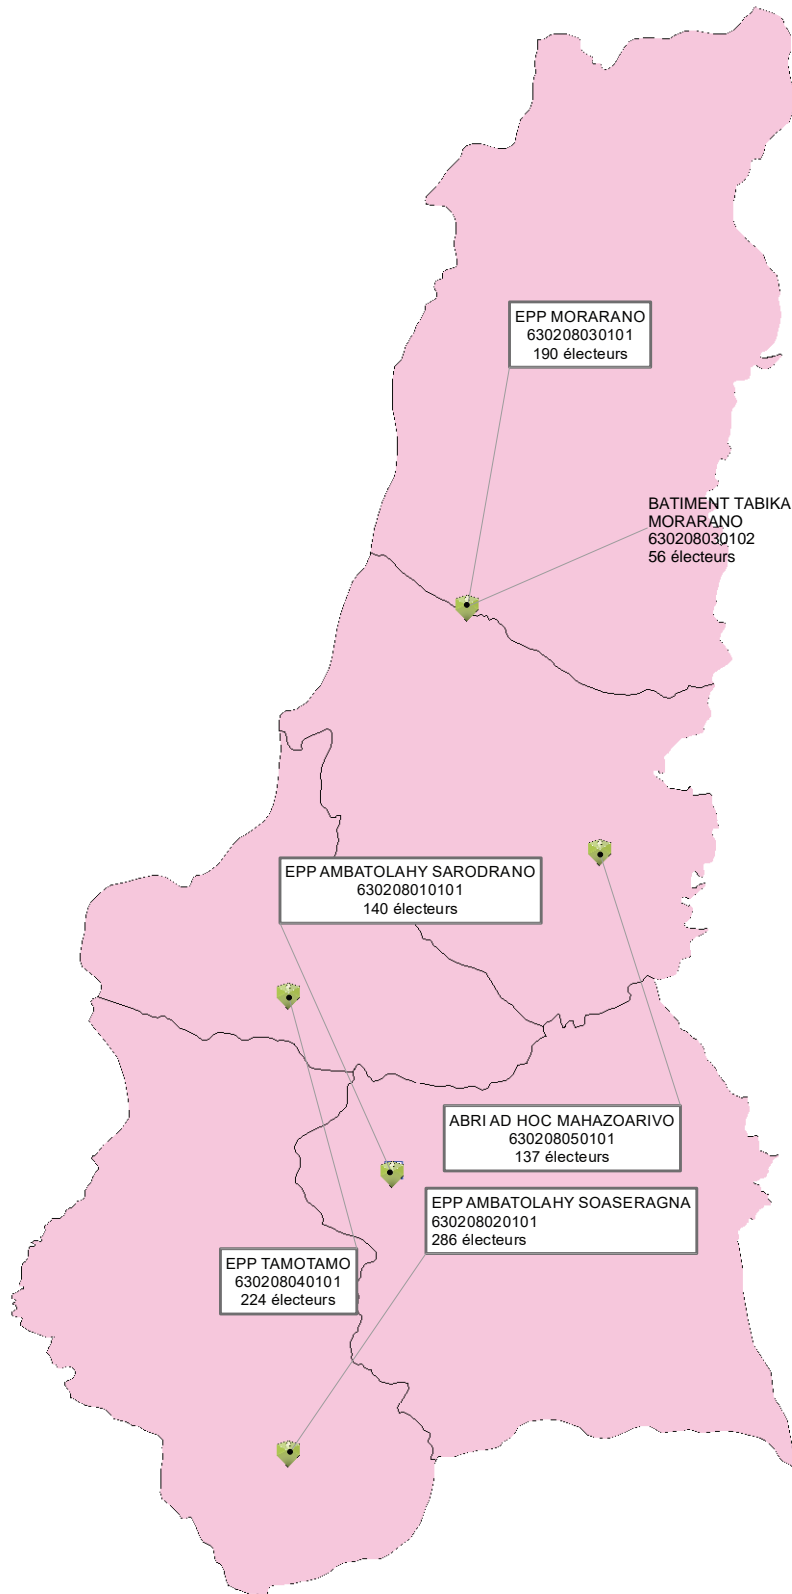 EPP MORARANO
630208030101
190 électeurs
BATIMENT TABIKA
MORARANO
630208030102
56 électeurs
EPP AMBATOLAHY SARODRANO
630208010101
140 électeurs
ABRI AD HOC MAHAZOARIVO
630208050101
137 électeurs
EPP AMBATOLAHY SOASERAGNA
630208020101
286 électeurs
EPP TAMOTAMO
630208040101
224 électeurs